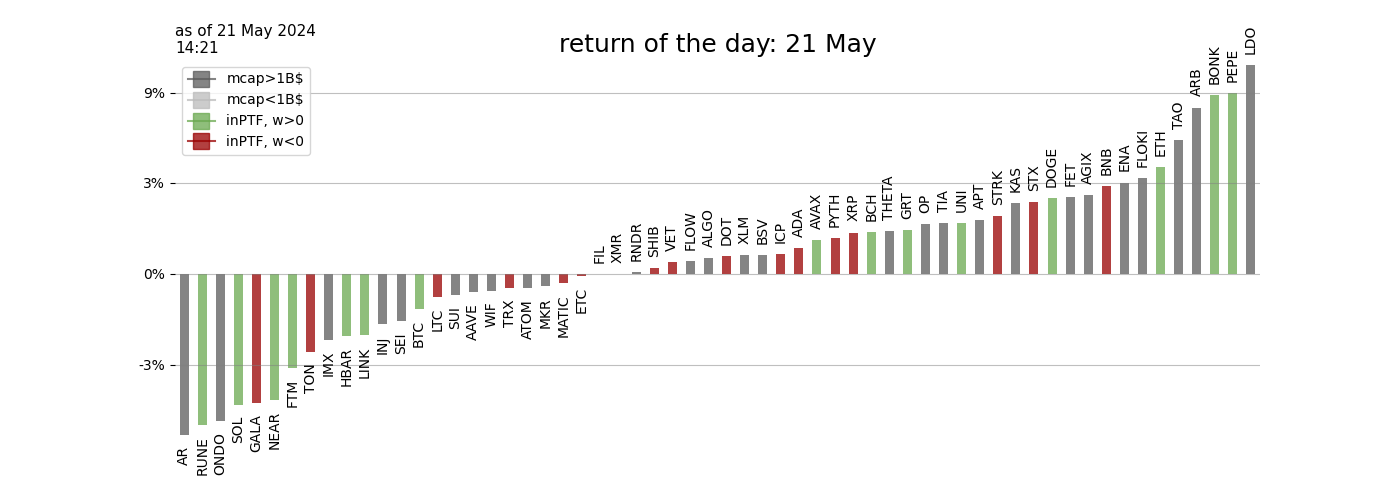 as of 21 May 2024
14:21
return of the day: 21 May
mcap>1B$
mcap<1B$
inPTF, w>0
inPTF, w<0
9%
3%
0%
-3%
AR
RUNE
ONDO
SOL
GALA
NEAR
FTM
TON
IMX
HBAR
LINK
INJ
SEI
BTC
LTC
SUI
AAVE
WIF
TRX
ATOM
MKR
MATIC
ETC
FIL
XMR
RNDR
SHIB
VET
FLOW
ALGO
DOT
XLM
BSV
ICP
ADA
AVAX
PYTH
XRP
BCH
THETA
GRT
OP
TIA
UNI
APT
STRK
KAS
STX
DOGE
FET
AGIX
BNB
ENA
FLOKI
ETH
TAO
ARB
BONK
PEPE
LDO